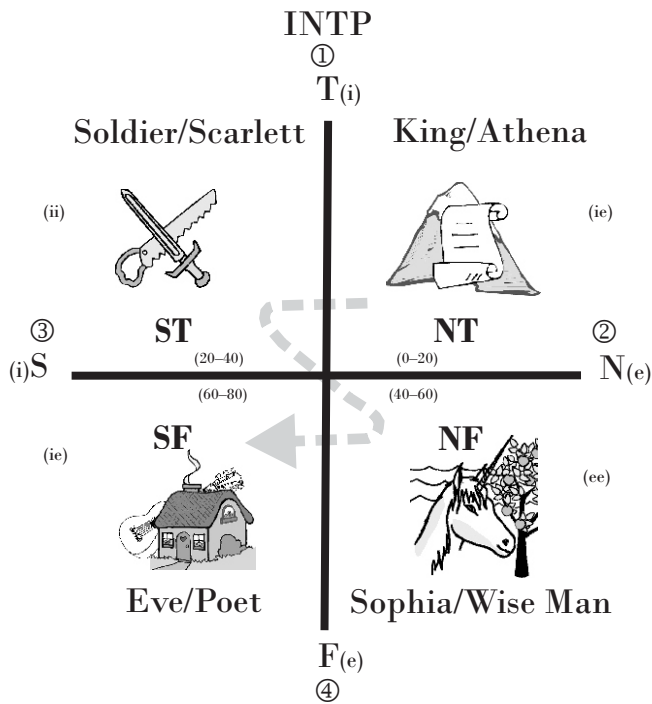 INTP
①
T(i)
Soldier/Scarlett
King/Athena
(ii)
(ie)
③
ST
NT
②
(i)S
(20–40)
(0–20)
N(e)
(60–80)
(40–60)
SF
NF
(ie)
(ee)
Eve/Poet
Sophia/Wise Man
F(e)
④